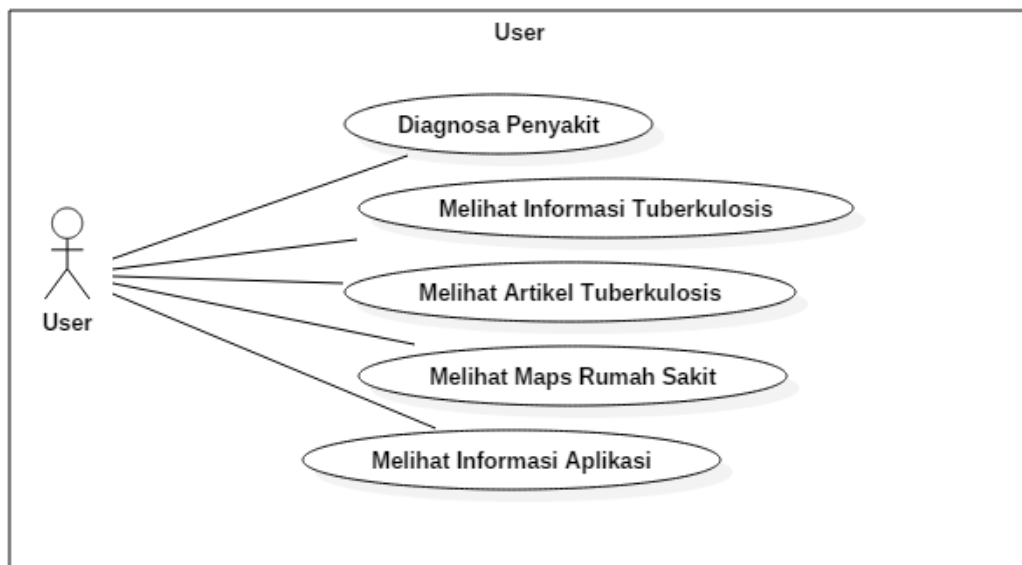 User
Diagnosa Penyakit
Melihat Informasi Tuberkulosis
Melihat Artikel Tuberkulosis
User
Melihat Maps Rumah Sakit
Melihat Informasi Aplikasi